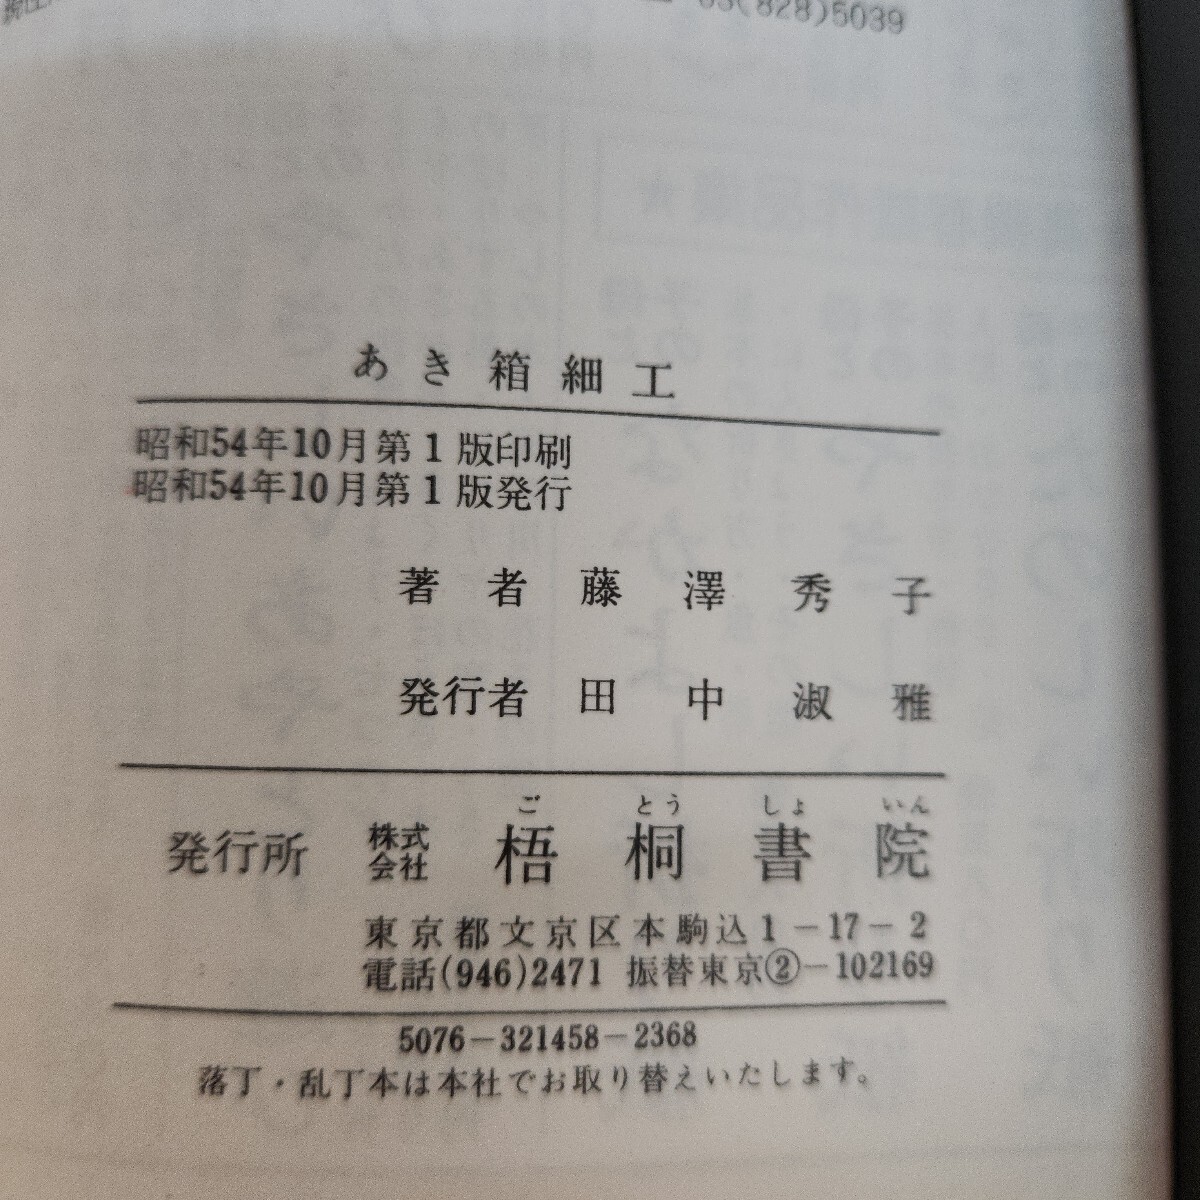 (828)5039
あき箱細工
昭和54年10月第1版印刷
昭和54年10月第1版発行
著者 藤澤秀子
発行者 田中淑雅
ごとうしょいん
発行所 株式会社 梧桐書院
東京都文京区本駒込1-17-2
電話(946)2471 振替東京②-102169
5076-321458-2368
落丁・乱丁本は本社でお取り替えいたします。